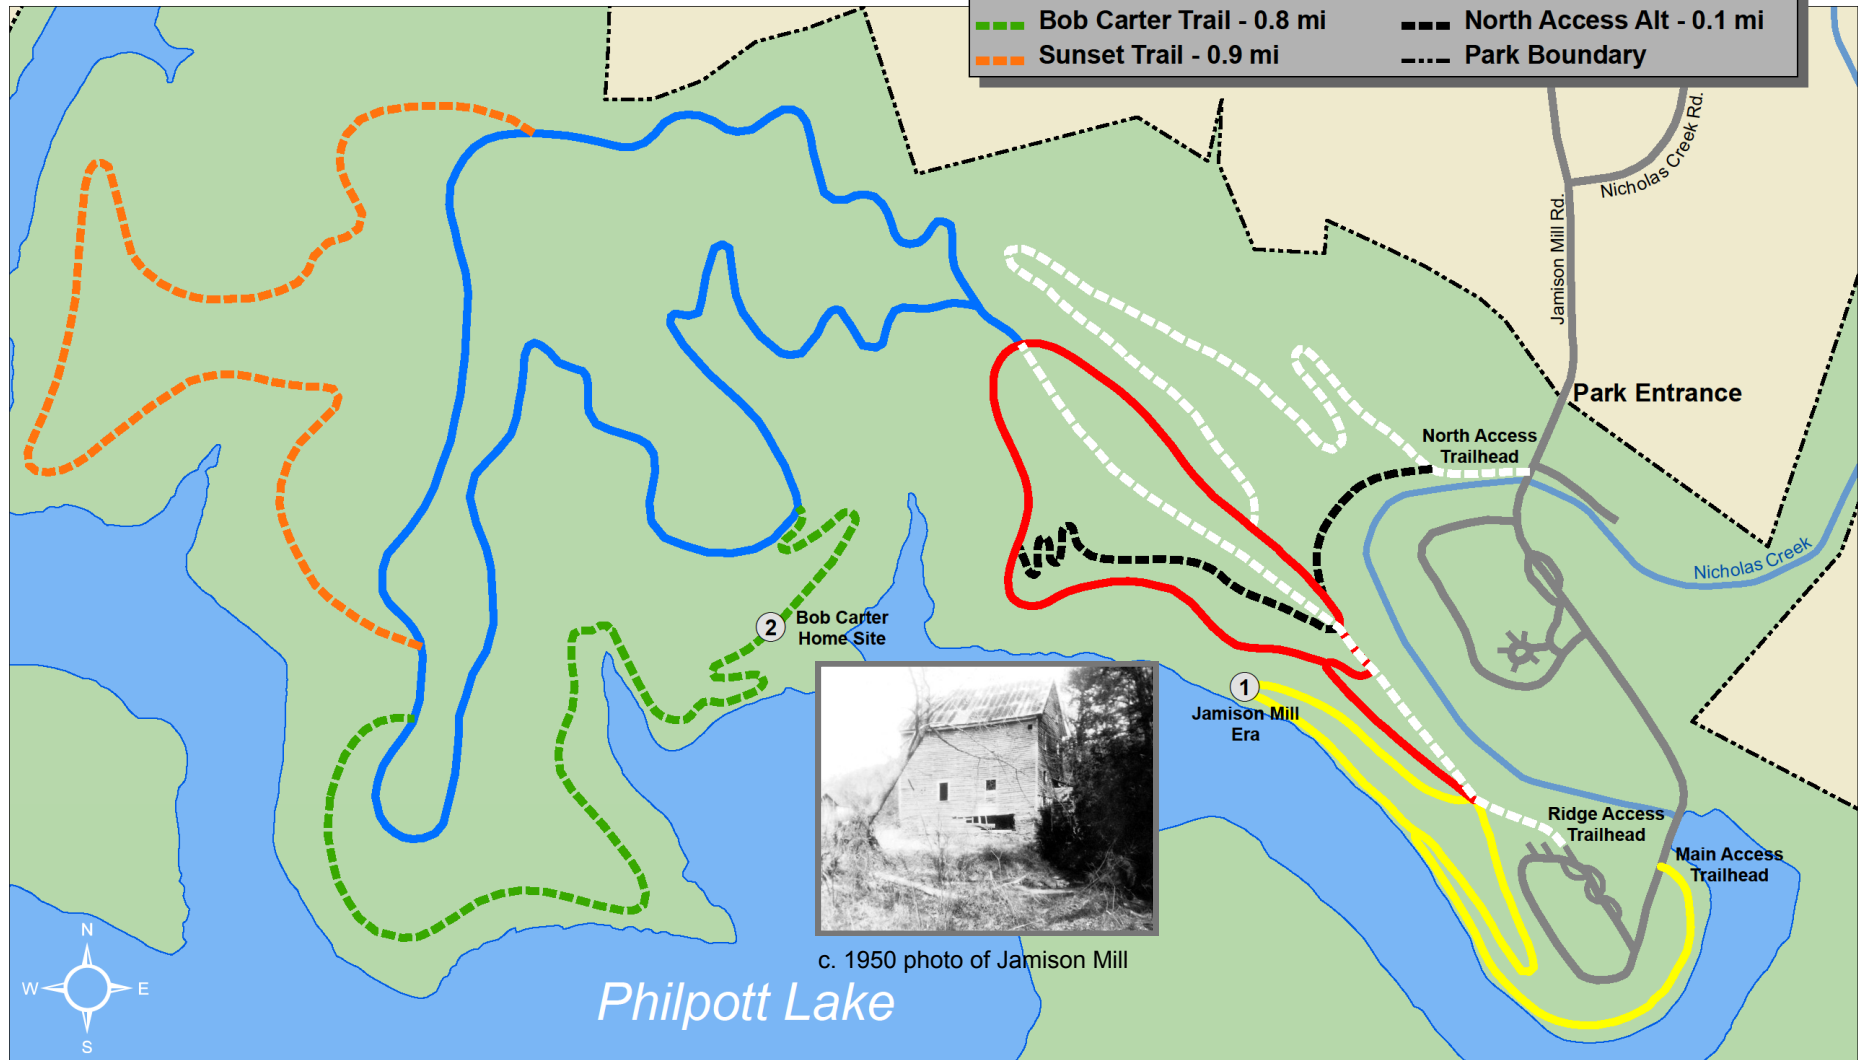 Bob Carter Trail - 0.8 mi
North Access Alt - 0.1 mi
Sunset Trail - 0.9 mi
Park Boundary
Nicholas Creek Rd.
Jamison Mill Rd.
Park Entrance
North Access
Trailhead
Nicholas Creek
2
Bob Carter
Home Site
1
Jamison Mill
Era
Ridge Access
Trailhead
Main Access
Trailhead
c. 1950 photo of Jamison Mill
Philpott Lake
N
W
E
S